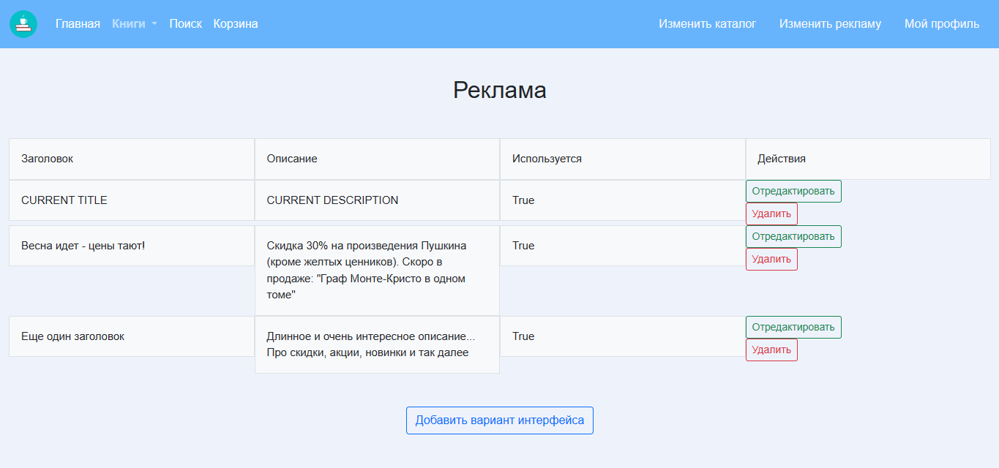 Главная Книги Поиск Корзина Изменить каталог Изменить рекламу Мой профиль
Реклама
Заголовок Описание Используется Действия
CURRENT TITLE CURRENT DESCRIPTION True Отредактировать
Удалить
Весна идет - цены тают! Скидка 30% на произведения Пушкина True Отредактировать
(кроме желтых ценников). Скоро в Удалить
продаже: "Граф Монте-Кристо в одном
томе"
Еще один заголовок Длинное и очень интересное описание... True Отредактировать
Про скидки, акции, новинки и так далее Удалить
Добавить вариант интерфейса